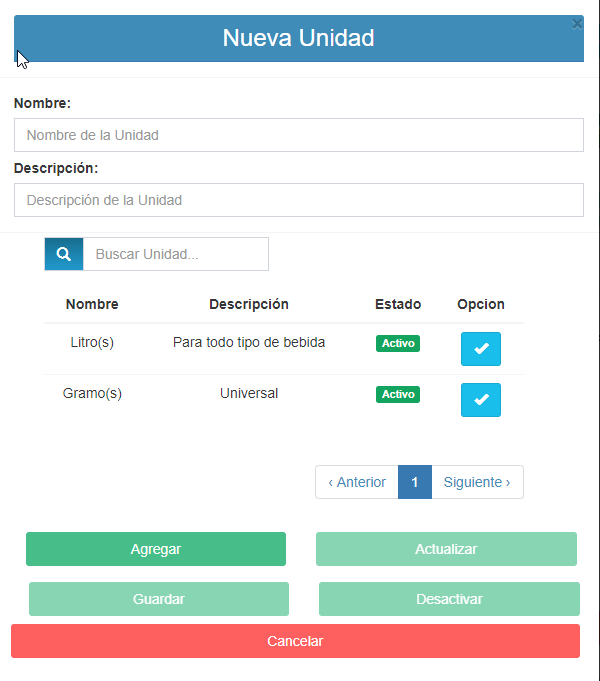 Nueva Unidad
×
Nombre:
Nombre de la Unidad
Descripción:
Descripción de la Unidad
Buscar Unidad...
Nombre Descripción Estado Opcion
Litro(s) Para todo tipo de bebida Activo
Gramo(s) Universal Activo
‹ Anterior 1 Siguiente ›
Agregar Actualizar
Guardar Desactivar
Cancelar